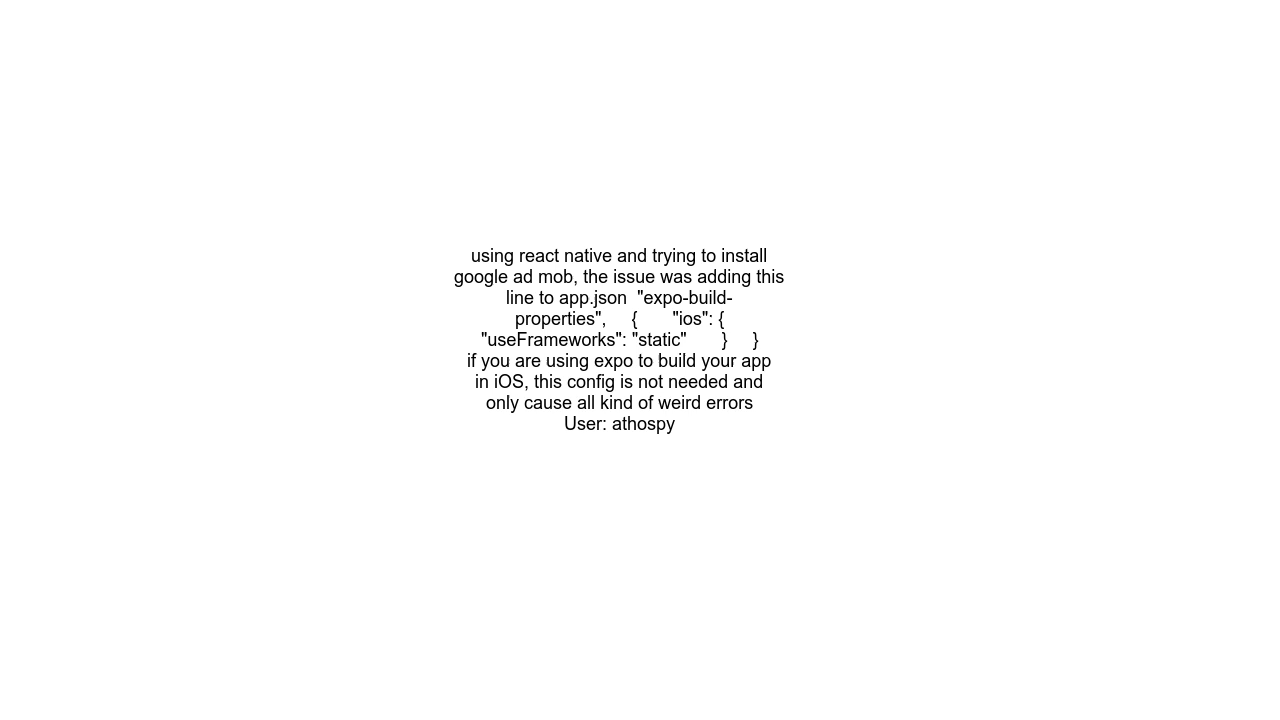 using react native and trying to install
google ad mob, the issue was adding this
line to app.json  "expo-build-
properties",     {       "ios": {
"useFrameworks": "static"       }     }
if you are using expo to build your app
in iOS, this config is not needed and
only cause all kind of weird errors
User: athospy